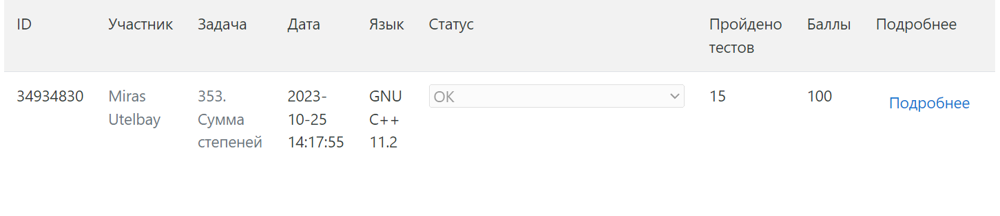 ID Участник Задача Дата Язык Статус Пройдено Баллы Подробнее
тестов
34934830 Miras 353. 2023- GNU OK 15 100 Подробнее
Utelbay Сумма 10-25 C++
степеней 14:17:55 11.2